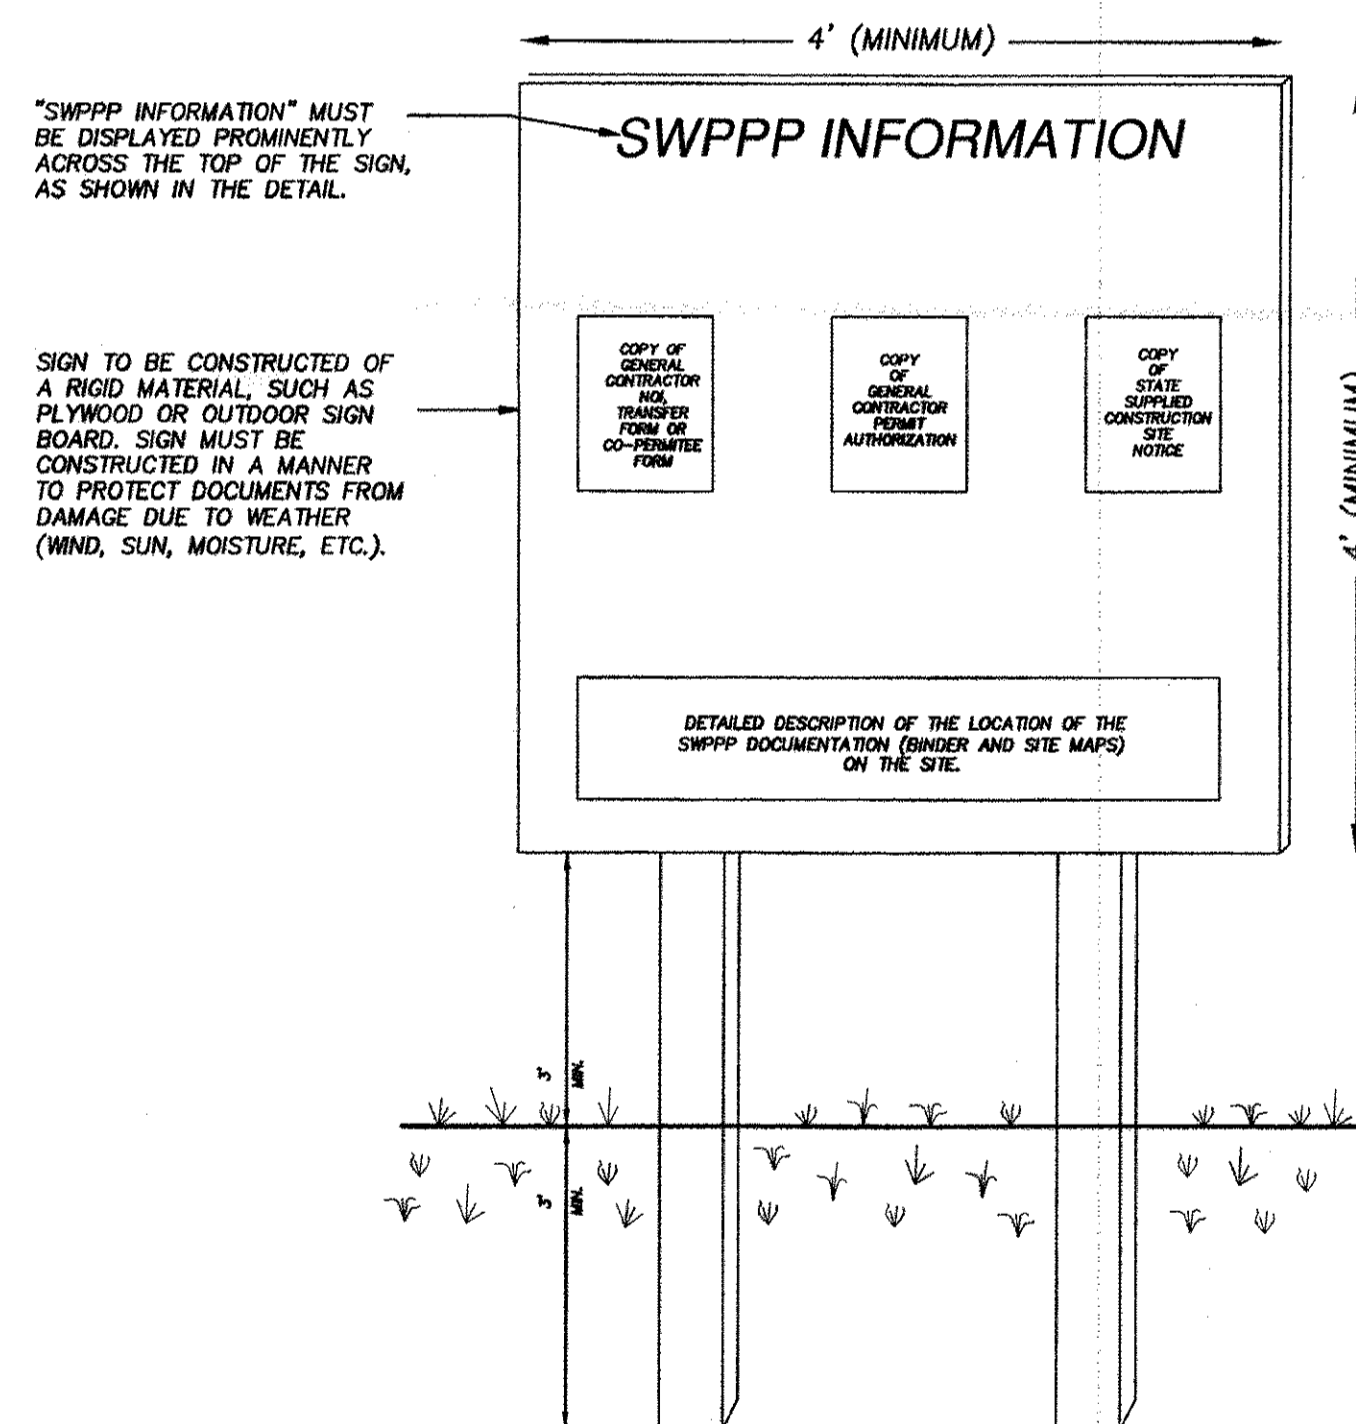 4' (MINIMUM)
"SWPPP INFORMATION" MUST
BE DISPLAYED PROMINENTLY
ACROSS THE TOP OF THE SIGN,
AS SHOWN IN THE DETAIL.
SWPPP INFORMATION
SIGN TO BE CONSTRUCTED OF
A RIGID MATERIAL, SUCH AS
PLYWOOD OR OUTDOOR SIGN
BOARD. SIGN MUST BE
CONSTRUCTED IN A MANNER
TO PROTECT DOCUMENTS FROM
DAMAGE DUE TO WEATHER
(WIND, SUN, MOISTURE, ETC.).
COPY OF
GENERAL
CONTRACTOR
NOI,
TRANSFER
FORM OR
CO-PERMITEE
FORM
COPY
OF
GENERAL
CONTRACTOR
PERMIT
AUTHORIZATION
COPY
OF
STATE
SUPPLIED
CONSTRUCTION
SITE
NOTICE
4' (MINIMUM)
DETAILED DESCRIPTION OF THE LOCATION OF THE
SWPPP DOCUMENTATION (BINDER AND SITE MAPS)
ON THE SITE.
3'
MIN.
3'
MIN.